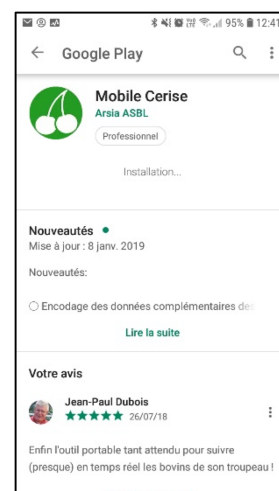 95% 12:41
Google Play
Mobile Cerise
Arsia ASBL
Professionnel
Installation...
Nouveautés
Mise à jour : 8 janv. 2019
Nouveautés:
Encodage des données complémentaires des
Lire la suite
Votre avis
Jean-Paul Dubois
26/07/18
Enfin l'outil portable tant attendu pour suivre
(presque) en temps réel les bovins de son troupeau !